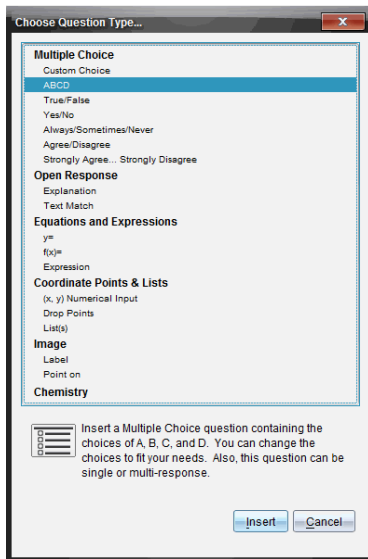 Choose Question Type...
Multiple Choice
Custom Choice
ABCD
True/False
Yes/No
Always/Sometimes/Never
Agree/Disagree
Strongly Agree... Strongly Disagree
Open Response
Explanation
Text Match
Equations and Expressions
y=
f(x)=
Expression
Coordinate Points & Lists
(x, y) Numerical Input
Drop Points
List(s)
Image
Label
Point on
Chemistry
Insert a Multiple Choice question containing the
choices of A, B, C, and D. You can change the
choices to fit your needs. Also, this question can be
single or multi-response.
Insert Cancel